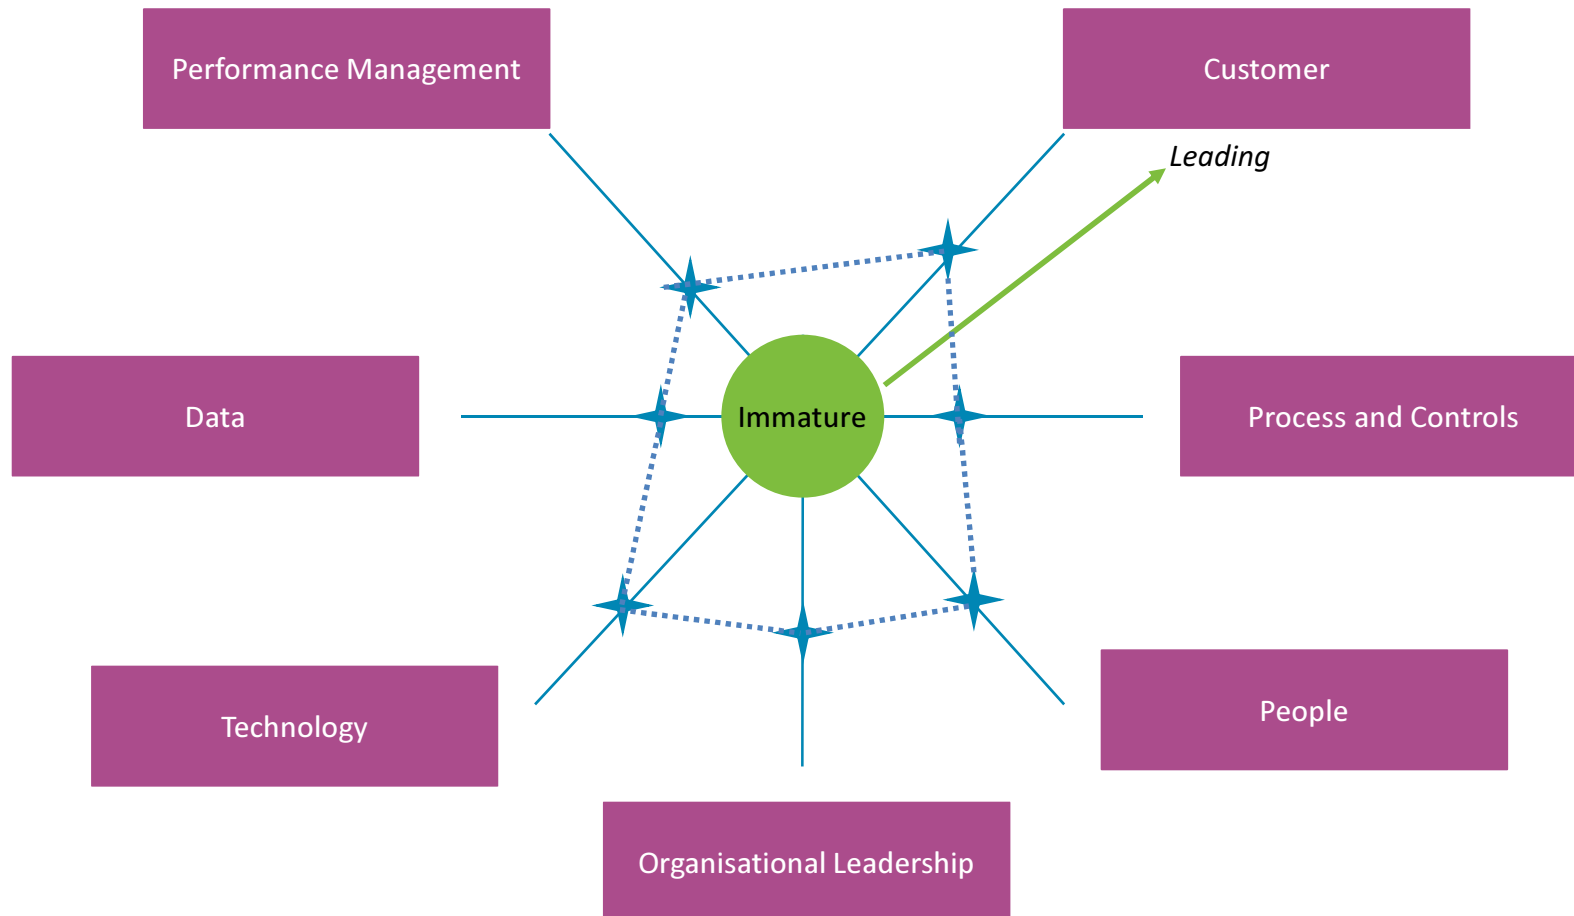 Performance Management
Customer
Leading
Data
Immature
Process and Controls
Technology
People
Organisational Leadership